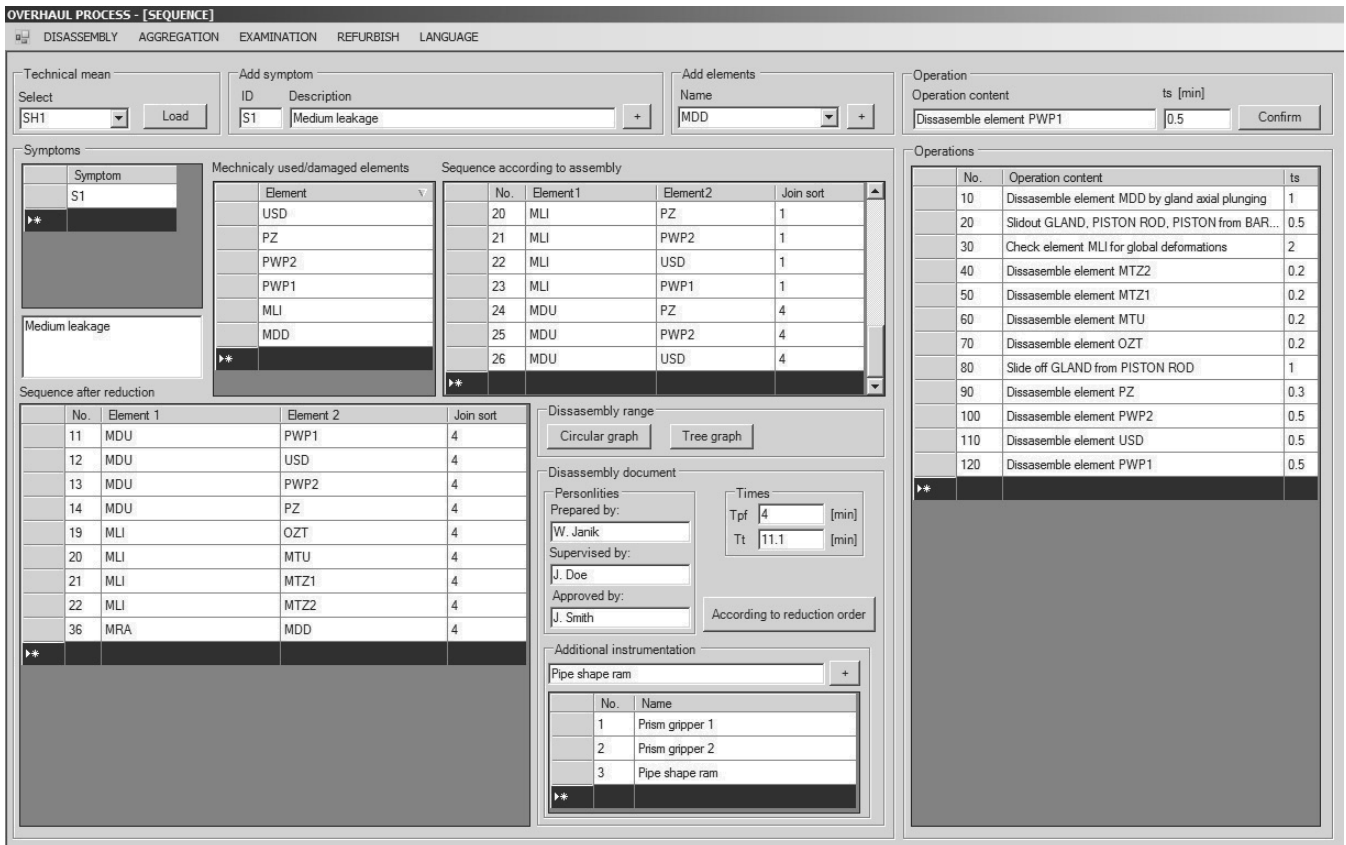 OVERHAUL PROCESS - [SEQUENCE]
DISASSEMBLY AGGREGATION EXAMINATION REFURBISH LANGUAGE
Technical mean
Select
SH1 Load
Add symptom
ID Description
S1 Medium leakage +
Add elements
Name
MDD +
Operation
Operation content ts [min]
Dissasemble element PWP1 0.5 Confirm
Symptoms
Symptom
S1
Medium leakage
Mechnicaly used/damaged elements
Element
USD
PZ
PWP2
PWP1
MLI
MDD
Sequence according to assembly
No. Element1 Element2 Join sort
20 MLI PZ 1
21 MLI PWP2 1
22 MLI USD 1
23 MLI PWP1 1
24 MDU PZ 4
25 MDU PWP2 4
26 MDU USD 4
Sequence after reduction
No. Element 1 Element 2 Join sort
11 MDU PWP1 4
12 MDU USD 4
13 MDU PWP2 4
14 MDU PZ 4
19 MLI OZT 4
20 MLI MTU 4
21 MLI MTZ1 4
22 MLI MTZ2 4
36 MRA MDD 4
Dissasembly range
Circular graph Tree graph
Disassembly document
Personlities
Prepared by:
W. Janik
Supervised by:
J. Doe
Approved by:
J. Smith
Times
Tpf 4 [min]
Tt 11.1 [min]
According to reduction order
Additional instrumentation
Pipe shape ram +
No. Name
1 Prism gripper 1
2 Prism gripper 2
3 Pipe shape ram
Operations
No. Operation content ts
10 Dissasemble element MDD by gland axial plunging 1
20 Slidout GLAND, PISTON ROD, PISTON from BAR... 0.5
30 Check element MLI for global deformations 2
40 Dissasemble element MTZ2 0.2
50 Dissasemble element MTZ1 0.2
60 Dissasemble element MTU 0.2
70 Dissasemble element OZT 0.2
80 Slide off GLAND from PISTON ROD 1
90 Dissasemble element PZ 0.3
100 Dissasemble element PWP2 0.5
110 Dissasemble element USD 0.5
120 Dissasemble element PWP1 0.5